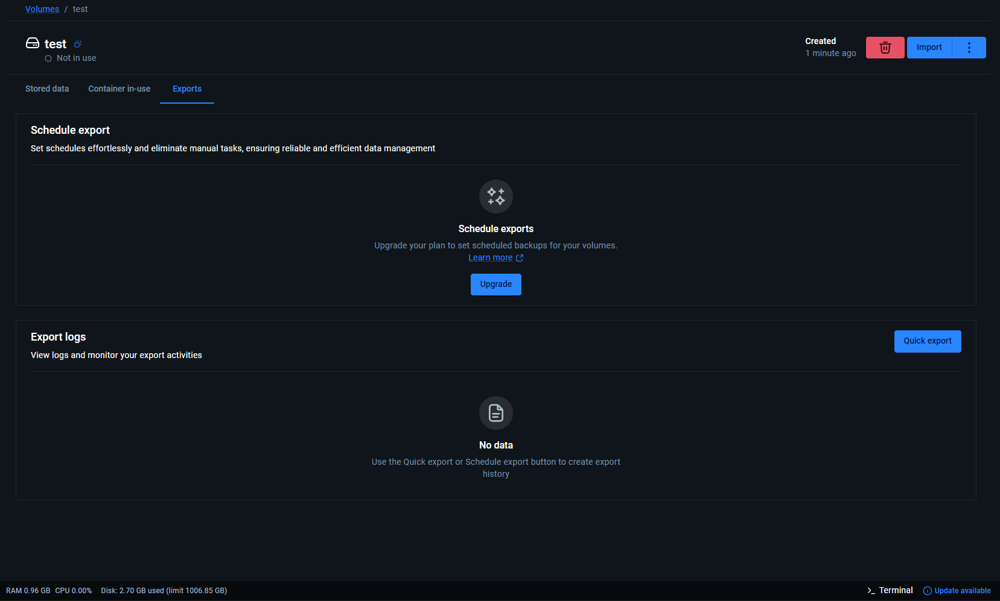 Volumes / test
test
Not in use
Created
1 minute ago
Import
Stored data
Container in-use
Exports
Schedule export
Set schedules effortlessly and eliminate manual tasks, ensuring reliable and efficient data management
Schedule exports
Upgrade your plan to set scheduled backups for your volumes.
Learn more
Upgrade
Export logs
Quick export
View logs and monitor your export activities
No data
Use the Quick export or Schedule export button to create export
history
RAM 0.96 GB CPU 0.00% Disk: 2.70 GB used (limit 1006.85 GB)
Terminal
Update available